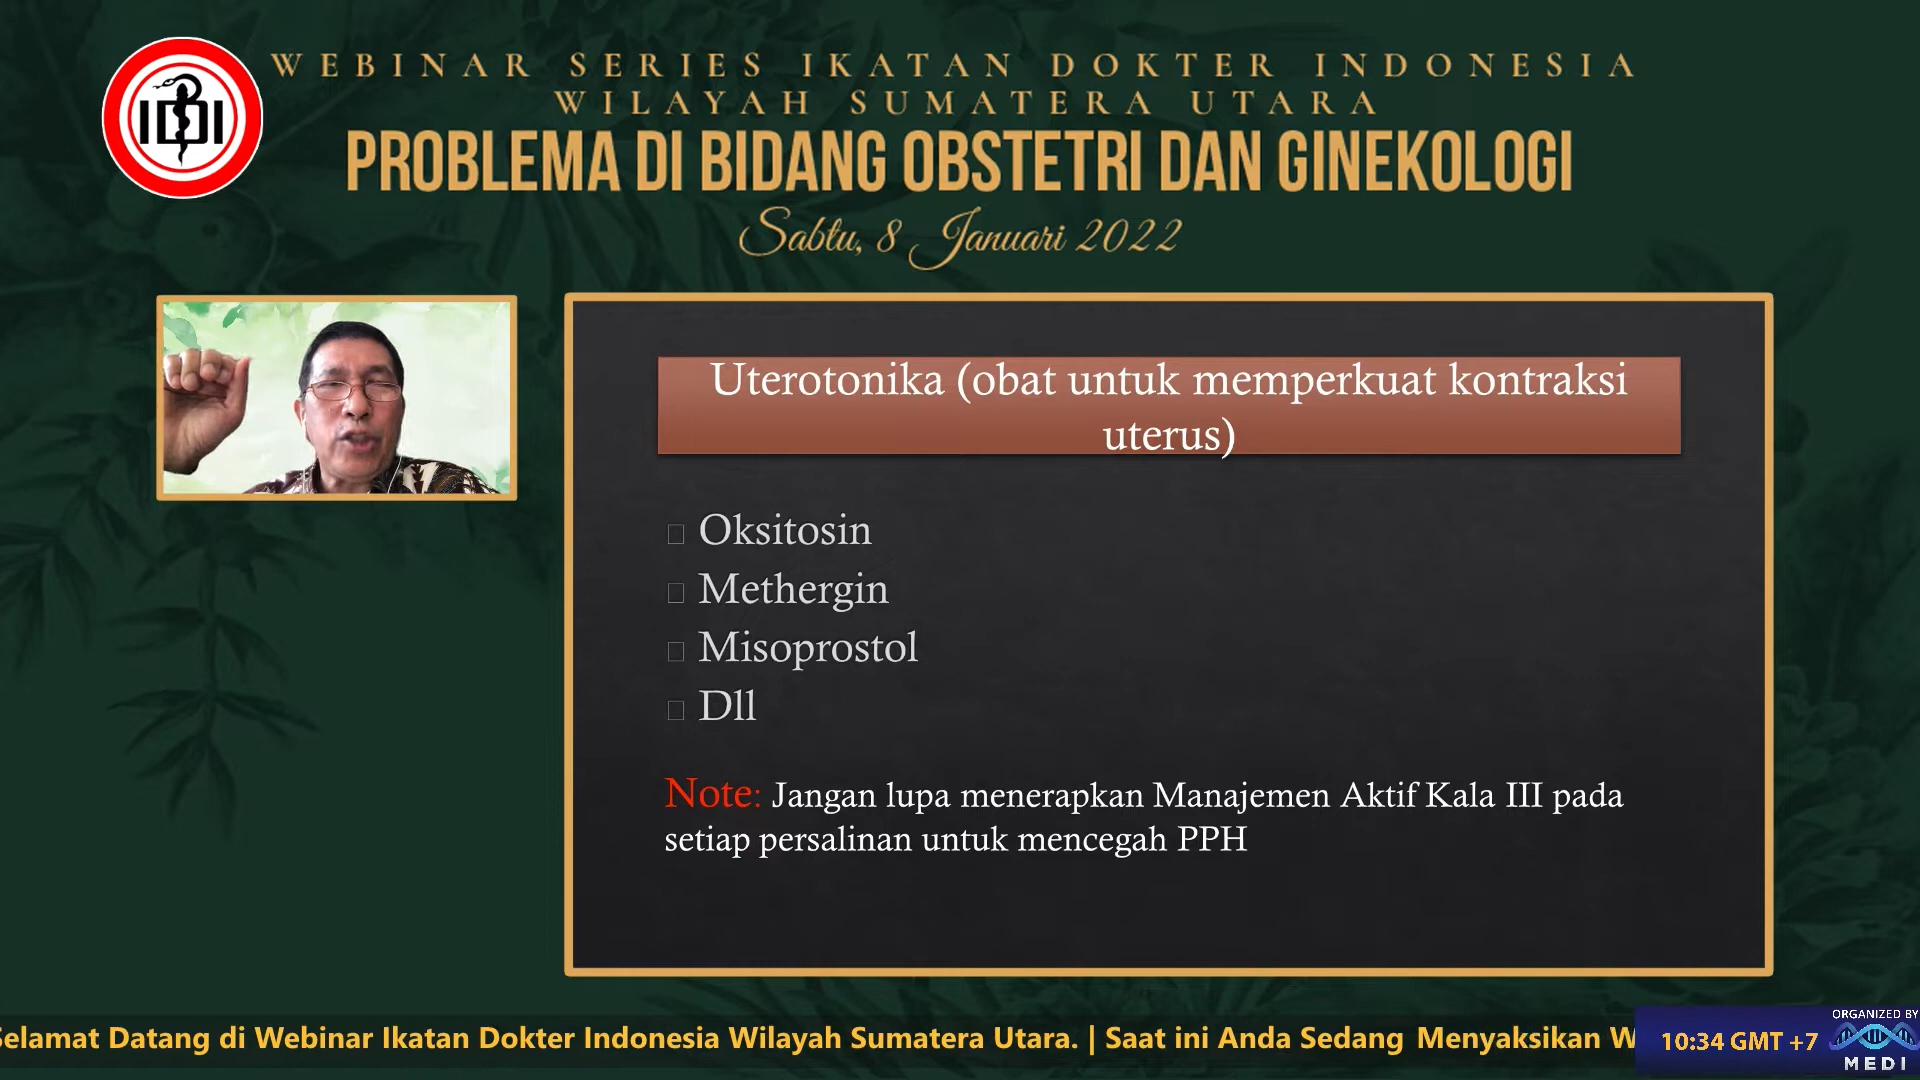 IDI
WEBINAR SERIES IKATAN DOKTER INDONESIA
WILAYAH SUMATERA UTARA
PROBLEMA DI BIDANG OBSTETRI DAN GINEKOLOGI
Sabtu, 8 Januari 2022
Uterotonika (obat untuk memperkuat kontraksi
uterus)
Oksitosin
Methergin
Misoprostol
Dll
Note: Jangan lupa menerapkan Manajemen Aktif Kala III pada
setiap persalinan untuk mencegah PPH
Selamat Datang di Webinar Ikatan Dokter Indonesia Wilayah Sumatera Utara. | Saat ini Anda Sedang Menyaksikan W
10:34 GMT +7
ORGANIZED BY
MEDI